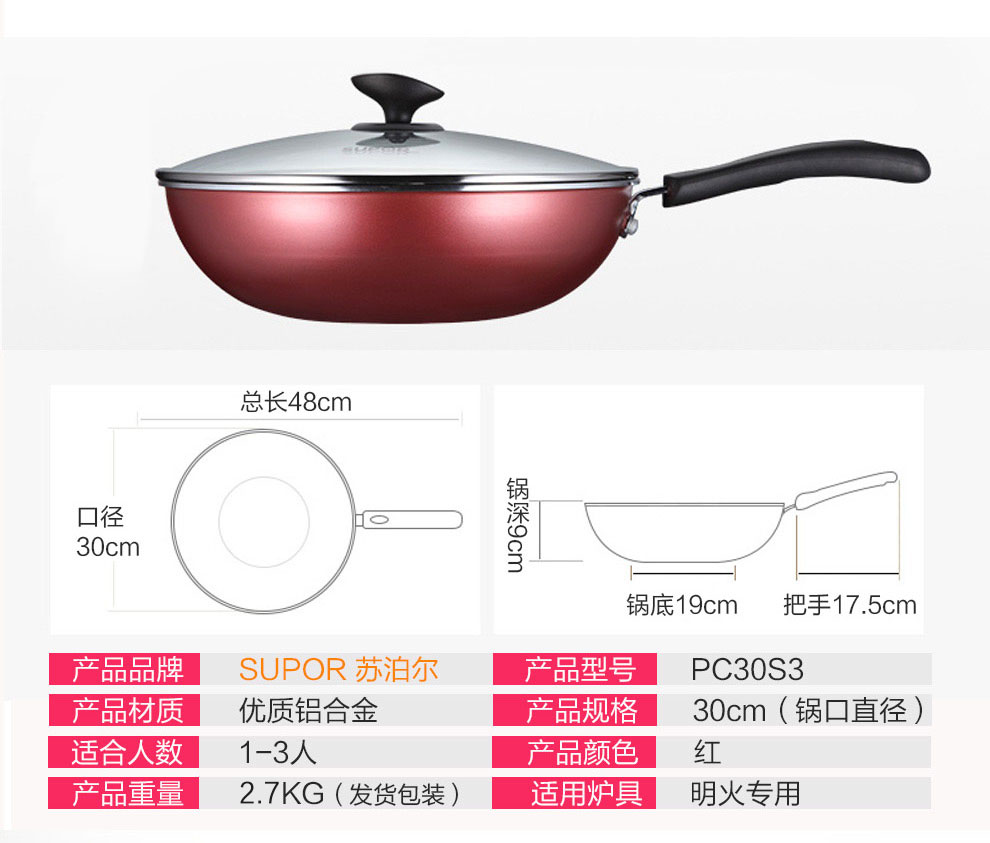 SUPOR
总长48cm
口径
30cm
锅深9cm
锅底19cm
把手17.5cm
产品品牌 SUPOR 苏泊尔 产品型号 PC30S3
产品材质 优质铝合金 产品规格 30cm（锅口直径）
适合人数 1-3人 产品颜色 红
产品重量 2.7KG（发货包装） 适用炉具 明火专用